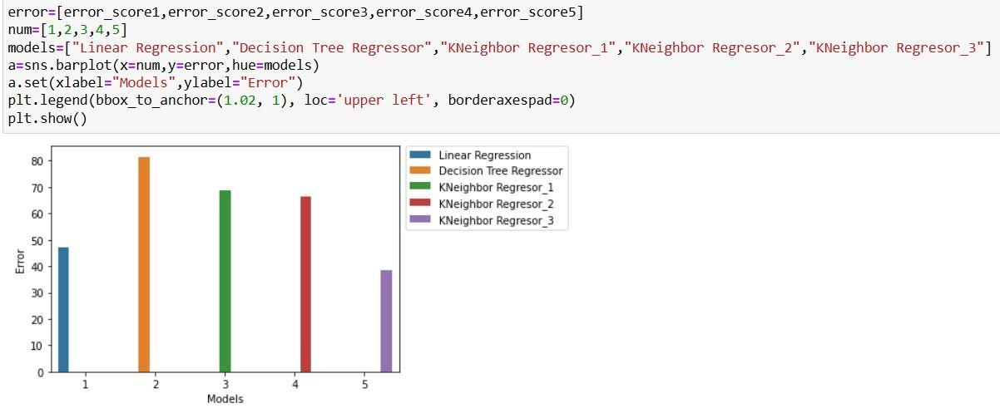 error=[error_score1,error_score2,error_score3,error_score4,error_score5]
num=[1,2,3,4,5]
models=["Linear Regression","Decision Tree Regressor","KNeighbor Regresor_1","KNeighbor Regresor_2","KNeighbor Regresor_3"]
a=sns.barplot(x=num,y=error,hue=models)
a.set(xlabel="Models",ylabel="Error")
plt.legend(bbox_to_anchor=(1.02, 1), loc='upper left', borderaxespad=0)
plt.show()
80
70
60
50
40
30
20
10
0
Error
1 2 3 4 5
Models
Linear Regression
Decision Tree Regressor
KNeighbor Regresor_1
KNeighbor Regresor_2
KNeighbor Regresor_3